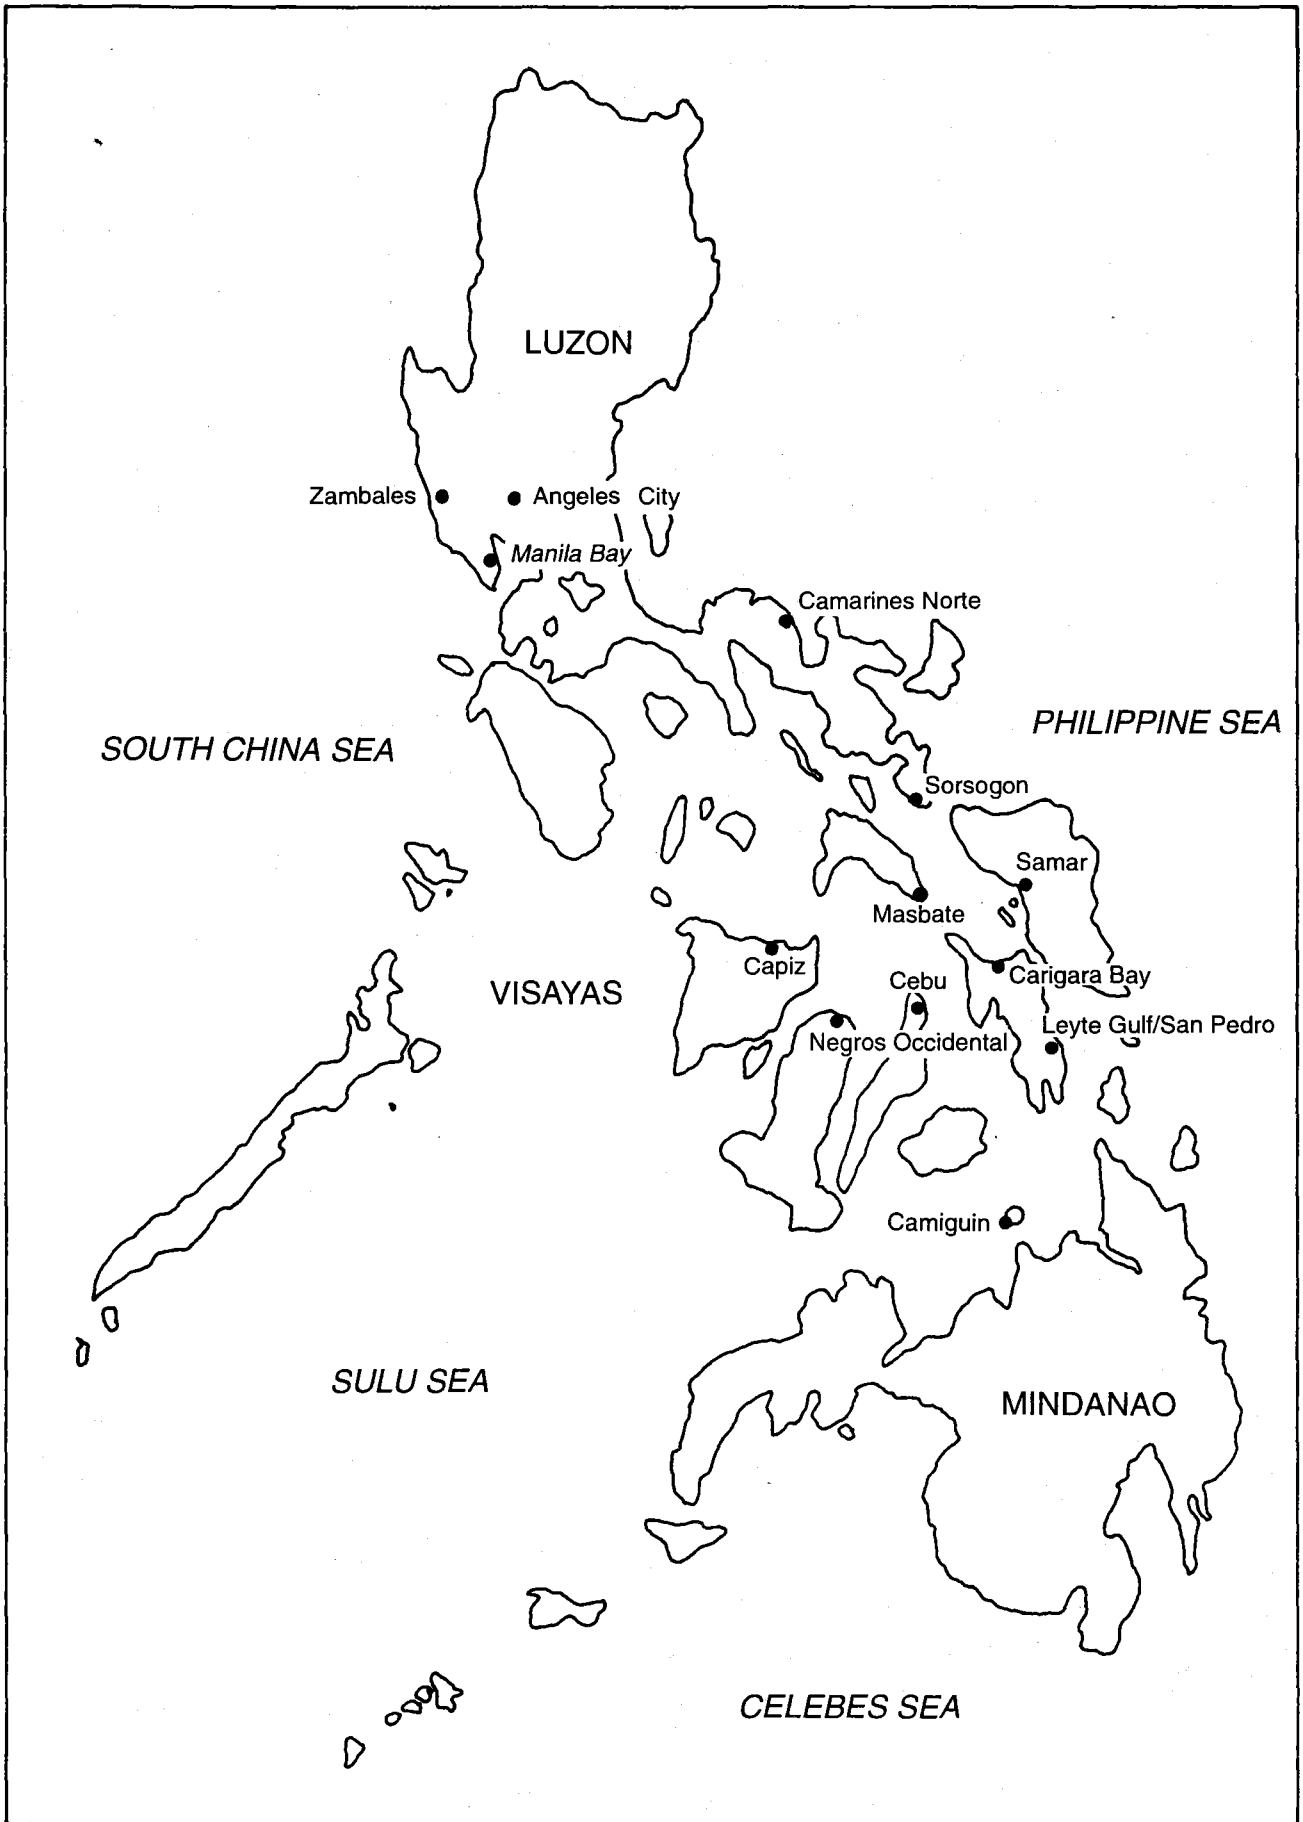 LUZON
Zambales
Angeles City
Manila Bay
Camarines Norte
PHILIPPINE SEA
SOUTH CHINA SEA
Sorsogon
Samar
Masbate
Capiz
Carigara Bay
Cebu
VISAYAS
Leyte Gulf/San Pedro
Negros Occidental
Camiguin
SULU SEA
MINDANAO
CELEBES SEA